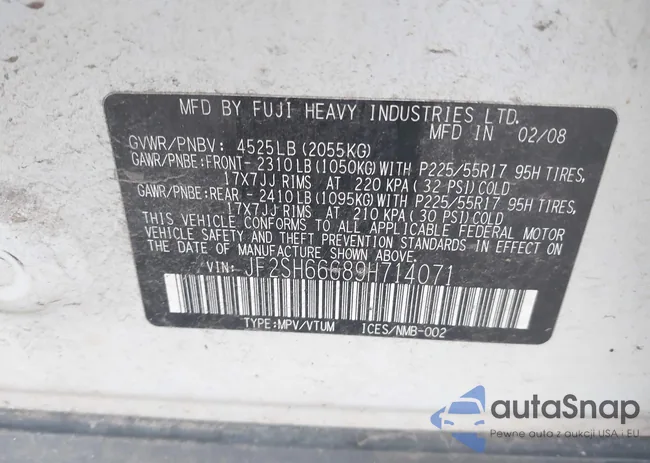 MFD BY FUJI HEAVY INDUSTRIES LTD.
MFD IN 02/08
GVWR/PNBV: 4525LB(2055KG)
GAWR/PNBE:FRONT-2310LB(1050KG)WITH P225/55R17 95H TIRES,
17X7JJ RIMS AT 220 KPA(32 PSI)COLD
GAWR/PNBE:REAR -2410LB(1095KG)WITH P225/55R17 95H TIRES,
17X7JJ RIMS AT 210 KPA(30 PSI)COLD
THIS VEHICLE CONFORMS TO ALL APPLICABLE FEDERAL MOTOR
VEHICLE SAFETY AND THEFT PREVENTION STANDARDS IN EFFECT ON
THE DATE OF MANUFACTURE SHOWN ABOVE.
VIN: JF2SH66689H714071
TYPE:MPV/VTUM ICES/NMB-002
autoSnap
Pewne auta z aukcji USA i EU